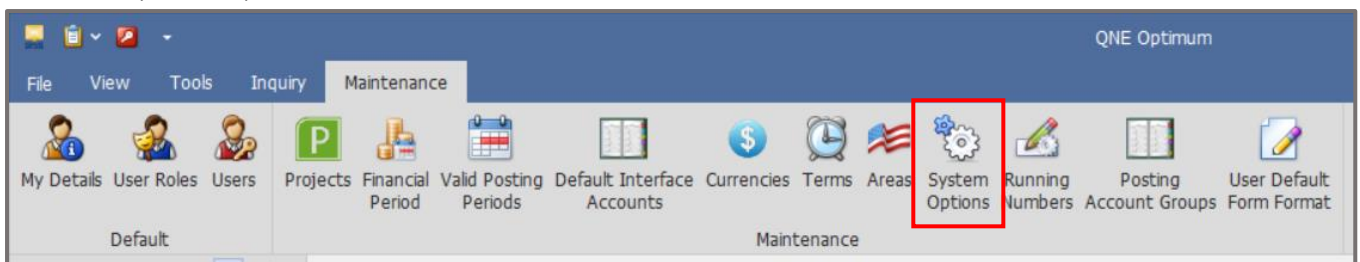 QNE Optimum
File View Tools Inquiry Maintenance
P
$
My Details User Roles Users Projects Financial Period Valid Posting Periods Default Interface Accounts Currencies Terms Areas System Options Running Numbers Posting Account Groups User Default Form Format
Default Maintenance